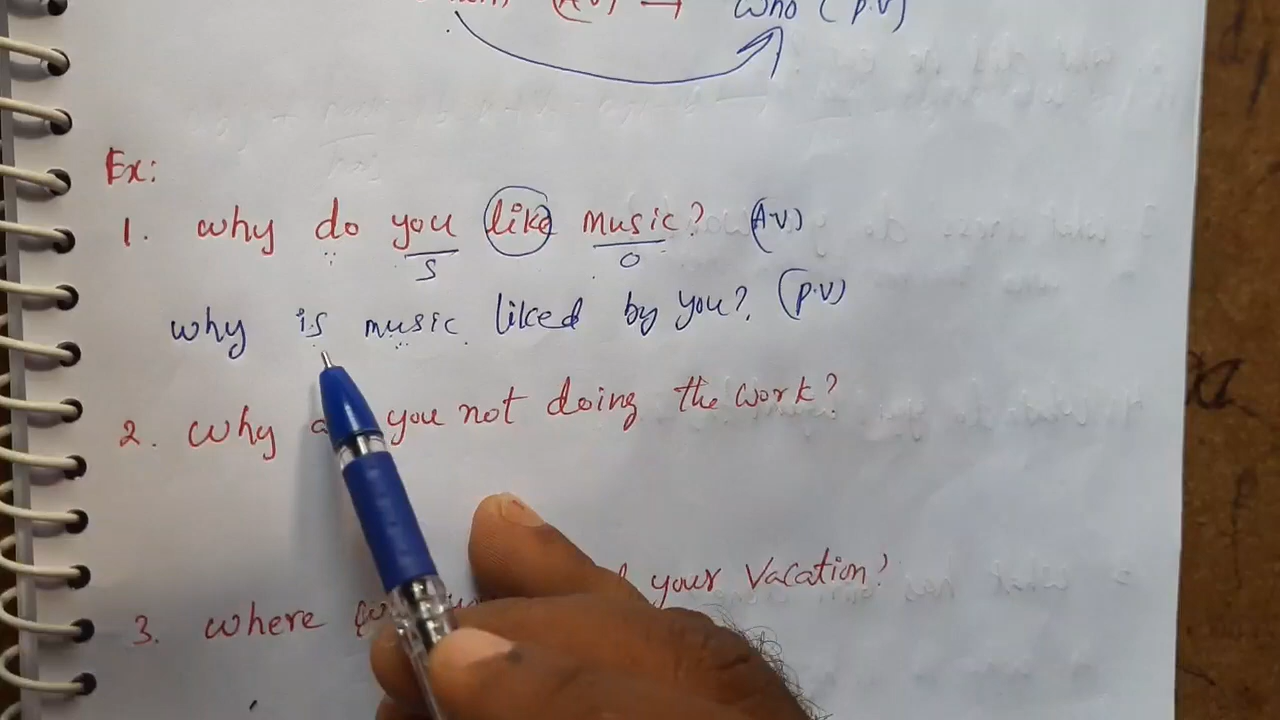 (A.V) → Who (P.V)
Ex:
1. why do you like music? (A.V)
S O
why is music liked by you? (P.V)
2. why you not doing the work?
3. where your vacation?